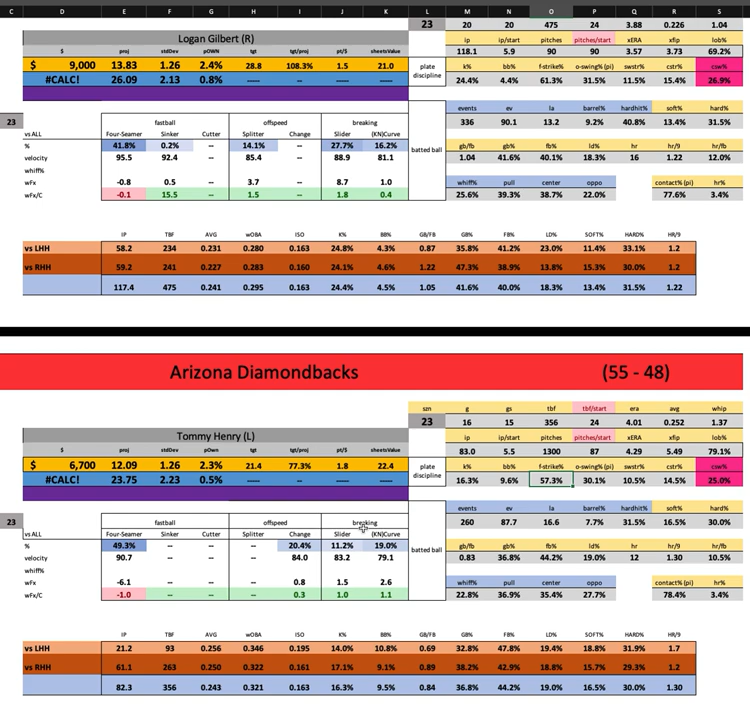 C D E F G H I J K L M N O P Q R S
23 20 20 475 24 3.88 0.226 1.04
Logan Gilbert (R) ip ip/start pitches pitches/start xERA xfip lob%
$ proj stdDev pOWN tgt tgt/proj pt/$ sheetsValue 118.1 5.9 90 90 3.57 3.73 69.2%
$ 9,000 13.83 1.26 2.4% 28.8 108.3% 1.5 21.0 plate discipline k% bb% f-strike% o-swing% (pi) swstr% cstr% csw%
#CALC! 26.09 2.13 0.8% ----- -- ----- -- 24.4% 4.4% 61.3% 31.5% 11.5% 15.4% 26.9%
events ev la barrel% hardhit% soft% hard%
23 fastball offspeed breaking 336 90.1 13.2 9.2% 40.8% 13.4% 31.5%
vs ALL Four-Seamer Sinker Cutter Splitter Change Slider (KN)Curve
% 41.8% 0.2% -- 14.1% -- 27.7% 16.2% batted ball gb/fb gb% fb% ld% hr hr/9 hr/fb
velocity 95.5 92.4 -- 85.4 -- 88.9 81.1 1.04 41.6% 40.1% 18.3% 16 1.22 12.0%
whiff%
wFx -0.8 0.5 3.7 8.7 1.0 whiff% pull center oppo contact% (pi) hr%
wFx/C -0.1 15.5 -- 1.5 -- 1.8 0.4 25.6% 39.3% 38.7% 22.0% 77.6% 3.4%
IP TBF AVG wOBA ISO K% BB% GB/FB GB% FB% LD% SOFT% HARD% HR/9
vs LHH 58.2 234 0.231 0.280 0.163 24.8% 4.3% 0.87 35.8% 41.2% 23.0% 11.4% 33.1% 1.2
vs RHH 59.2 241 0.227 0.283 0.160 24.1% 4.6% 1.22 47.3% 38.9% 13.8% 15.3% 30.0% 1.2
117.4 475 0.241 0.295 0.163 24.4% 4.5% 1.05 41.6% 40.0% 18.3% 13.4% 31.5% 1.22
Arizona Diamondbacks (55 - 48)
szn g gs tbf tbf/start era avg whip
23 16 15 356 24 4.01 0.252 1.37
Tommy Henry (L) ip ip/start pitches pitches/start xERA xfip lob%
$ proj stdDev pOwn tgt tgt/proj pt/$ sheetsValue 83.0 5.5 1300 87 4.29 5.49 79.1%
$ 6,700 12.09 1.26 2.3% 21.4 77.3% 1.8 22.4 plate discipline k% bb% f-strike% o-swing% (pi) swstr% cstr% csw%
#CALC! 23.75 2.23 0.5% ----- -- ----- -- 16.3% 9.6% 57.3% 30.1% 10.5% 14.5% 25.0%
events ev la barrel% hardhit% soft% hard%
23 fastball offspeed breaking 260 87.7 16.6 7.7% 31.5% 16.5% 30.0%
vs ALL Four-Seamer Sinker Cutter Splitter Change Slider (KN)Curve
% 49.3% -- -- -- 20.4% 11.2% 19.0% batted ball gb/fb gb% fb% ld% hr hr/9 hr/fb
velocity 90.7 -- -- -- 84.0 83.2 79.1 0.83 36.8% 44.2% 19.0% 12 1.30 10.5%
whiff%
wFx -6.1 0.8 1.5 2.6 whiff% pull center oppo contact% (pi) hr%
wFx/C -1.0 -- -- -- 0.3 1.0 1.1 22.8% 36.9% 35.4% 27.7% 78.4% 3.4%
IP TBF AVG wOBA ISO K% BB% GB/FB GB% FB% LD% SOFT% HARD% HR/9
vs LHH 21.2 93 0.256 0.346 0.195 14.0% 10.8% 0.69 32.8% 47.8% 19.4% 18.8% 31.9% 1.7
vs RHH 61.1 263 0.250 0.322 0.161 17.1% 9.1% 0.89 38.2% 42.9% 18.8% 15.7% 29.3% 1.2
82.3 356 0.243 0.321 0.163 16.3% 9.5% 0.84 36.8% 44.2% 19.0% 16.5% 30.0% 1.30